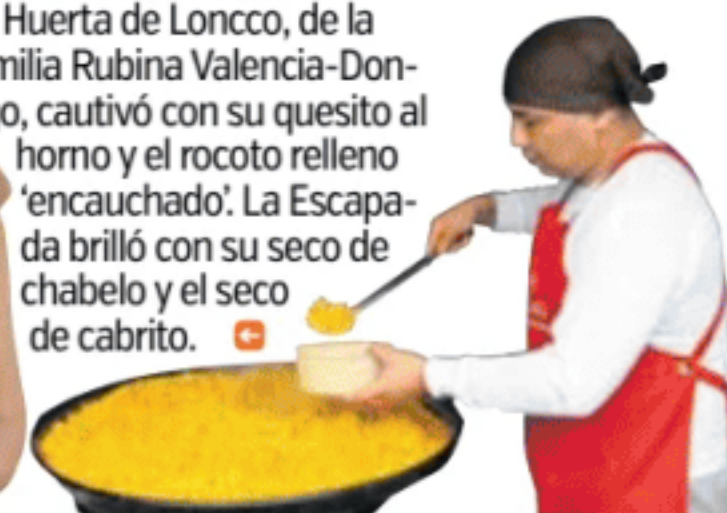 Huerta de Loncco, de la
milia Rubina Valencia-Don-
o, cautivó con su quesito al
horno y el rocoto relleno
‘encauchado’. La Escapa-
da brilló con su seco de
chabelo y el seco
de cabrito.